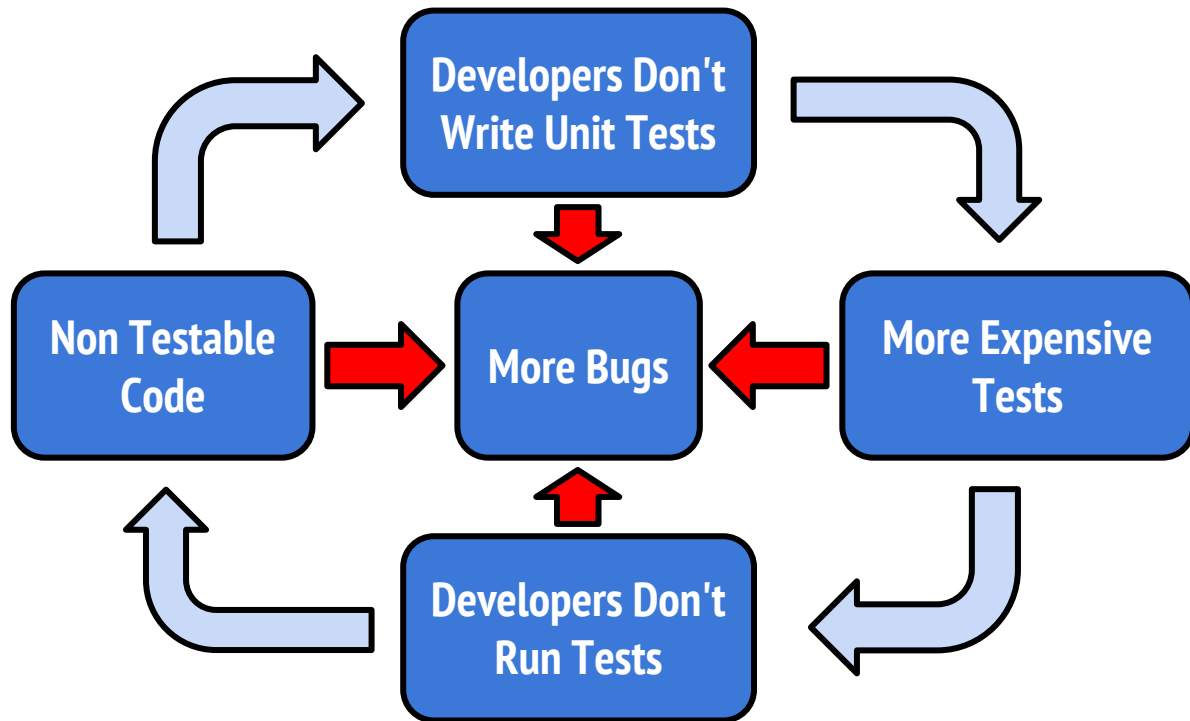 Developers Don't
Write Unit Tests
Non Testable
Code
More Bugs
More Expensive
Tests
Developers Don't
Run Tests